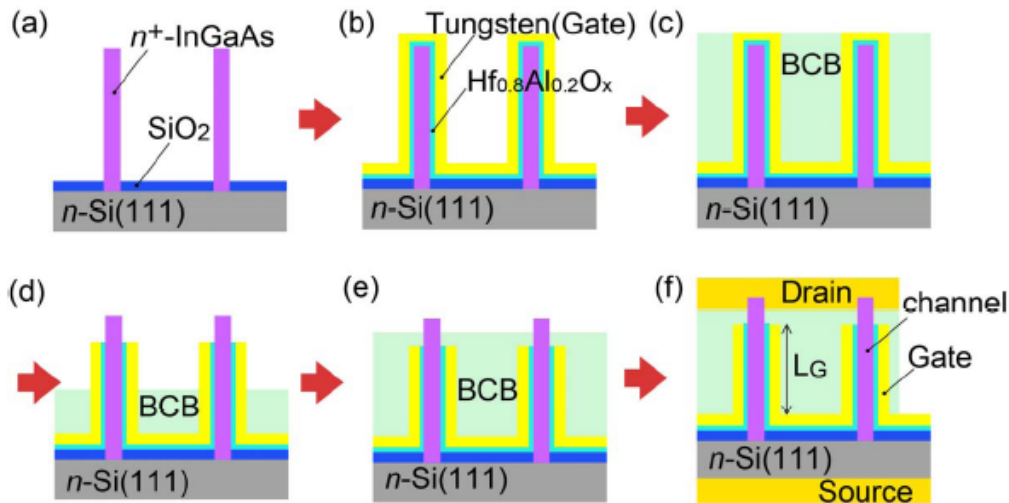 (a)
n⁺-InGaAs
SiO₂
n-Si(111)
(b)
Tungsten(Gate)
Hf₀.₈Al₀.₂Oₓ
n-Si(111)
(c)
BCB
n-Si(111)
(d)
BCB
n-Si(111)
(e)
BCB
n-Si(111)
(f)
Drain
channel
LG
Gate
n-Si(111)
Source